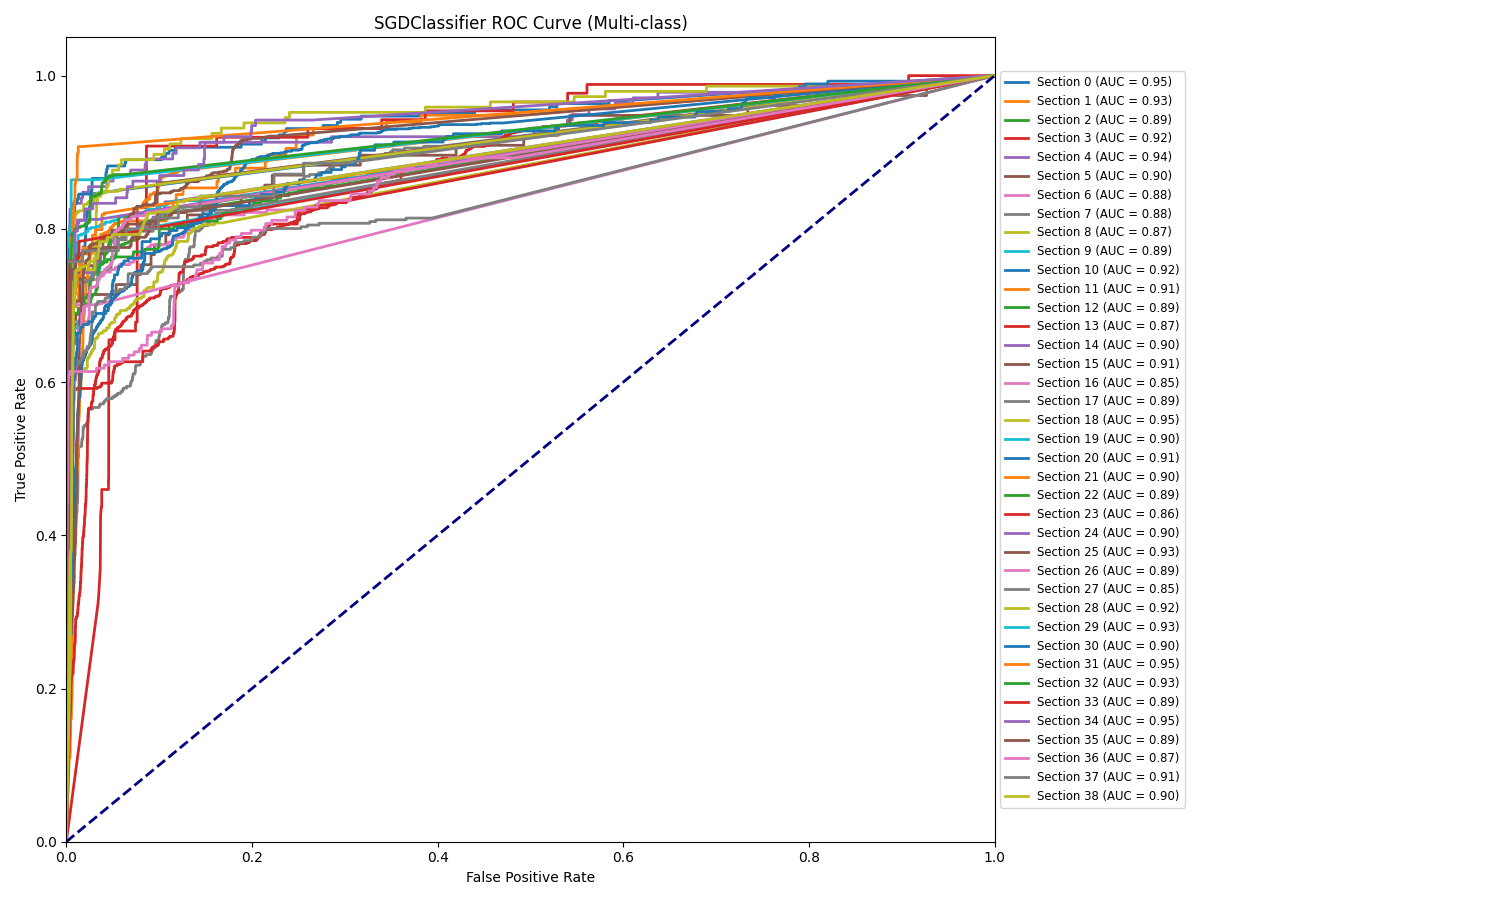 SGDClassifier ROC Curve (Multi-class)
True Positive Rate
1.0
0.8
0.6
0.4
0.2
0.0
0.0 0.2 0.4 0.6 0.8 1.0
False Positive Rate
Section 0 (AUC = 0.95)
Section 1 (AUC = 0.93)
Section 2 (AUC = 0.89)
Section 3 (AUC = 0.92)
Section 4 (AUC = 0.94)
Section 5 (AUC = 0.90)
Section 6 (AUC = 0.88)
Section 7 (AUC = 0.88)
Section 8 (AUC = 0.87)
Section 9 (AUC = 0.89)
Section 10 (AUC = 0.92)
Section 11 (AUC = 0.91)
Section 12 (AUC = 0.89)
Section 13 (AUC = 0.87)
Section 14 (AUC = 0.90)
Section 15 (AUC = 0.91)
Section 16 (AUC = 0.85)
Section 17 (AUC = 0.89)
Section 18 (AUC = 0.95)
Section 19 (AUC = 0.90)
Section 20 (AUC = 0.91)
Section 21 (AUC = 0.90)
Section 22 (AUC = 0.89)
Section 23 (AUC = 0.86)
Section 24 (AUC = 0.90)
Section 25 (AUC = 0.93)
Section 26 (AUC = 0.89)
Section 27 (AUC = 0.85)
Section 28 (AUC = 0.92)
Section 29 (AUC = 0.93)
Section 30 (AUC = 0.90)
Section 31 (AUC = 0.95)
Section 32 (AUC = 0.93)
Section 33 (AUC = 0.89)
Section 34 (AUC = 0.95)
Section 35 (AUC = 0.89)
Section 36 (AUC = 0.87)
Section 37 (AUC = 0.91)
Section 38 (AUC = 0.90)